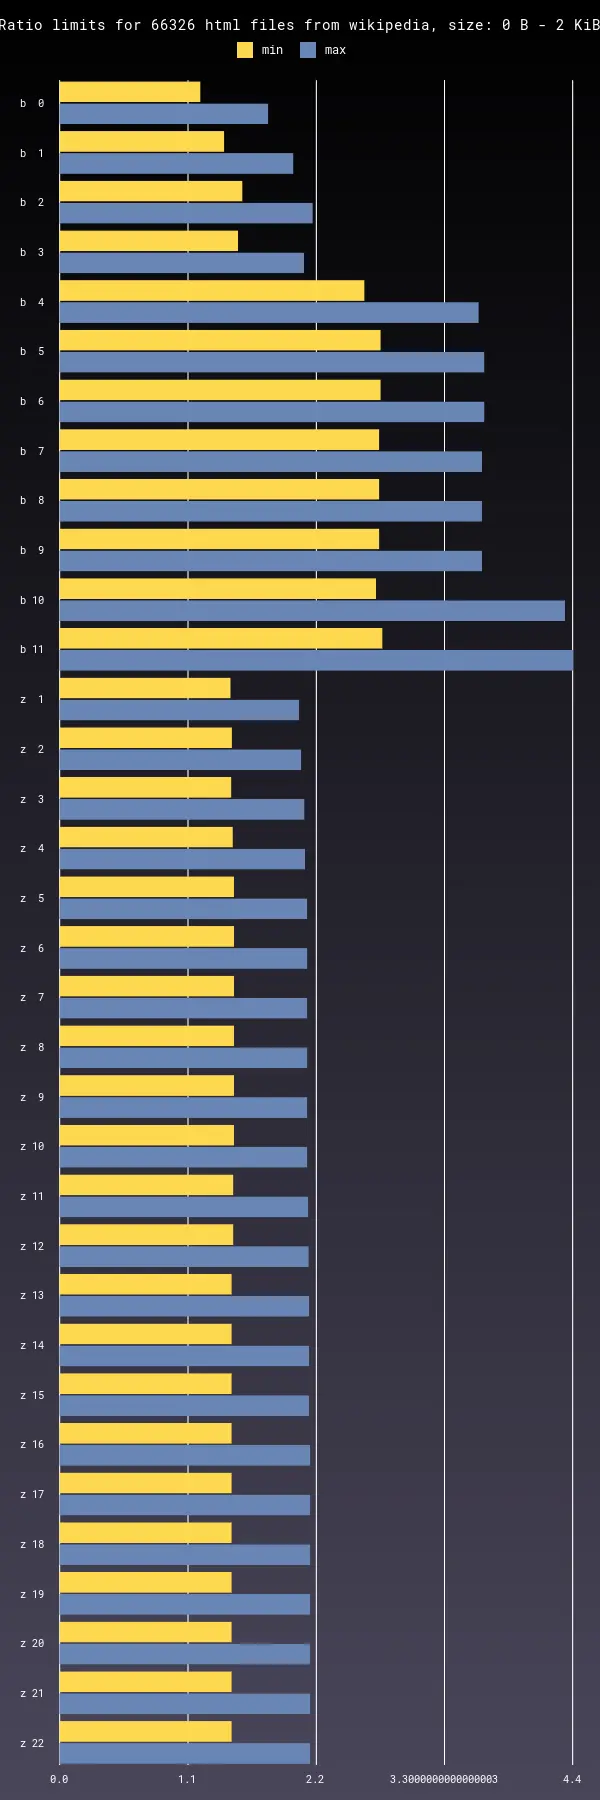 Ratio limits for 66326 html files from wikipedia, size: 0 B - 2 KiB
min max
b 0
b 1
b 2
b 3
b 4
b 5
b 6
b 7
b 8
b 9
b 10
b 11
z 1
z 2
z 3
z 4
z 5
z 6
z 7
z 8
z 9
z 10
z 11
z 12
z 13
z 14
z 15
z 16
z 17
z 18
z 19
z 20
z 21
z 22
0.0 1.1 2.2 3.3000000000000003 4.4